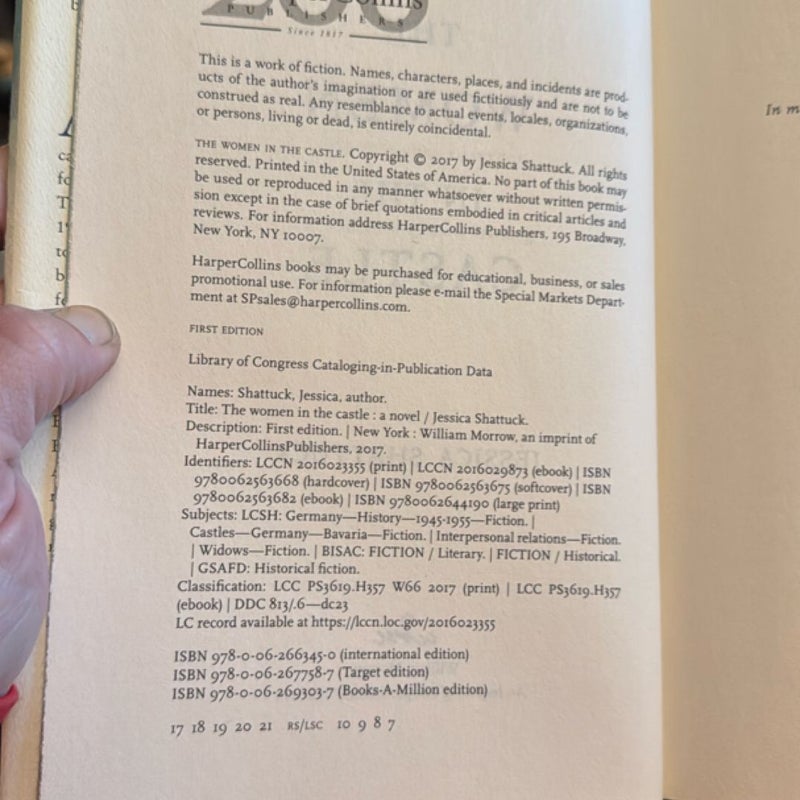 PUBLISHERS
Since 1817
This is a work of fiction. Names, characters, places, and incidents are prod-
ucts of the author's imagination or are used fictitiously and are not to be
construed as real. Any resemblance to actual events, locales, organizations,
or persons, living or dead, is entirely coincidental.
THE WOMEN IN THE CASTLE. Copyright © 2017 by Jessica Shattuck. All rights
reserved. Printed in the United States of America. No part of this book may
be used or reproduced in any manner whatsoever without written permis-
sion except in the case of brief quotations embodied in critical articles and
reviews. For information address HarperCollins Publishers, 195 Broadway,
New York, NY 10007.
HarperCollins books may be purchased for educational, business, or sales
promotional use. For information please e-mail the Special Markets Depart-
ment at SPsales@harpercollins.com.
FIRST EDITION
Library of Congress Cataloging-in-Publication Data
Names: Shattuck, Jessica, author.
Title: The women in the castle : a novel / Jessica Shattuck.
Description: First edition. | New York : William Morrow, an imprint of
HarperCollinsPublishers, 2017.
Identifiers: LCCN 2016023355 (print) | LCCN 2016029873 (ebook) | ISBN
9780062563668 (hardcover) | ISBN 9780062563675 (softcover) | ISBN
9780062563682 (ebook) | ISBN 9780062644190 (large print)
Subjects: LCSH: Germany—History—1945-1955—Fiction. |
Castles—Germany—Bavaria—Fiction. | Interpersonal relations—Fiction.
| Widows—Fiction. | BISAC: FICTION / Literary. | FICTION / Historical.
| GSAFD: Historical fiction.
Classification: LCC PS3619.H357 W66 2017 (print) | LCC PS3619.H357
(ebook) | DDC 813/.6—dc23
LC record available at https://lccn.loc.gov/2016023355
ISBN 978-0-06-266345-0 (international edition)
ISBN 978-0-06-267758-7 (Target edition)
ISBN 978-0-06-269303-7 (Books-A-Million edition)
17 18 19 20 21 RS/LSC 10 9 8 7
In m